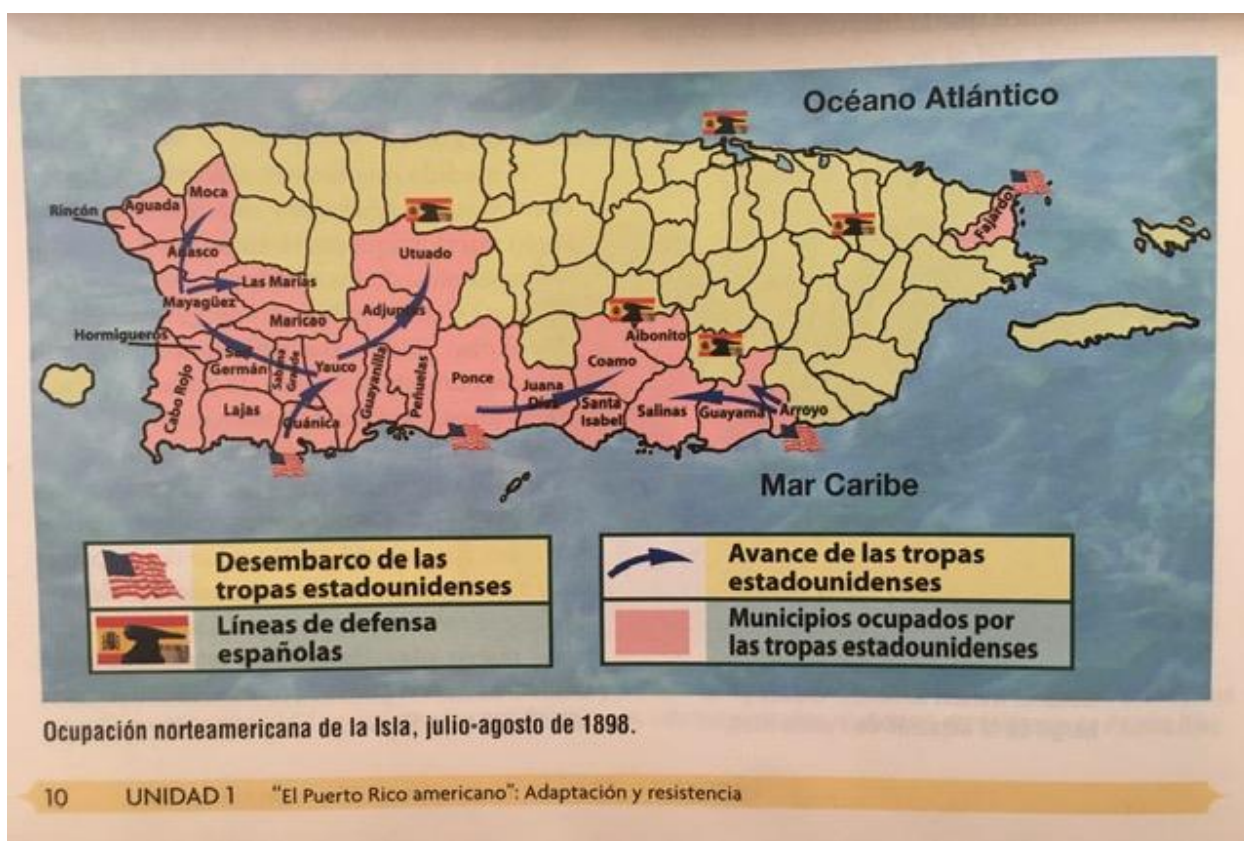 Océano Atlántico
Rincón
Aguada
Moca
Añasco
Utuado
Fajardo
Las Marías
Mayagüez
Hormigueros
Maricao
Adjuntas
Aibonito
San
Germán
Sabana
Grande
Yauco
Guayanilla
Peñuelas
Ponce
Coamo
Cabo Rojo
Lajas
Guánica
Juana
Díaz
Santa
Isabel
Salinas
Guayama
Arroyo
Mar Caribe
Desembarco de las
tropas estadounidenses
Líneas de defensa
españolas
Avance de las tropas
estadounidenses
Municipios ocupados por
las tropas estadounidenses
Ocupación norteamericana de la Isla, julio-agosto de 1898.
10 UNIDAD 1 "El Puerto Rico americano": Adaptación y resistencia